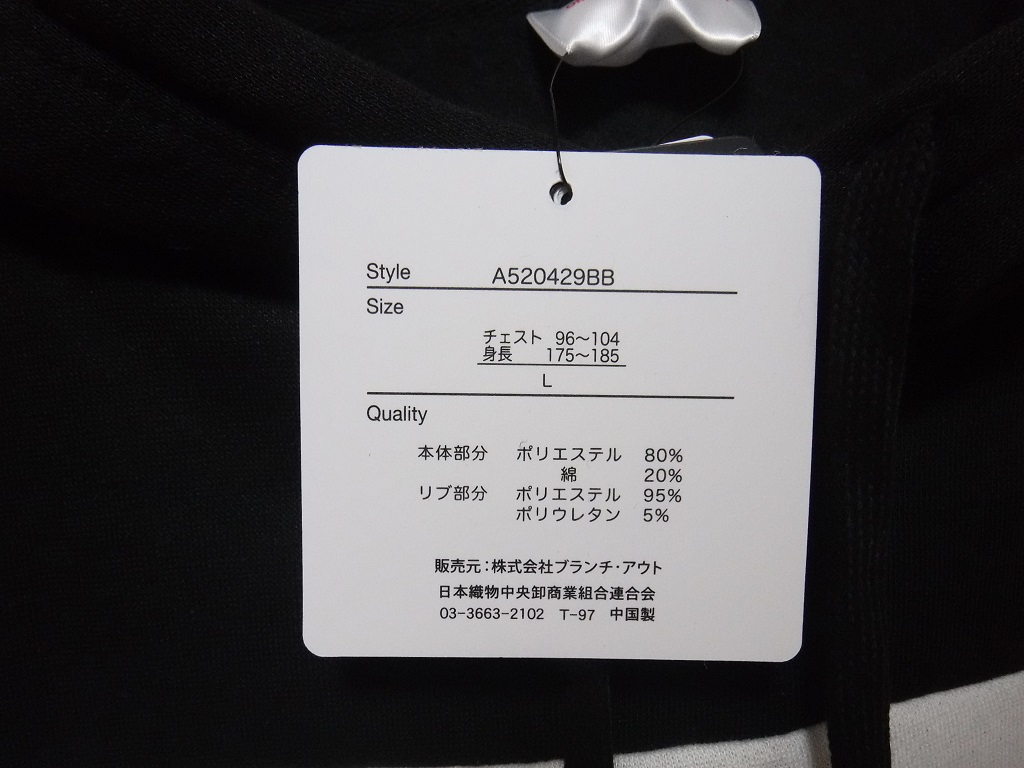 Style A520429BB
Size
チェスト 96〜104
身長 175〜185
L
Quality
本体部分 ポリエステル 80%
綿 20%
リブ部分 ポリエステル 95%
ポリウレタン 5%
販売元:株式会社ブランチ・アウト
日本織物中央卸商業組合連合会
03-3663-2102 T-97 中国製